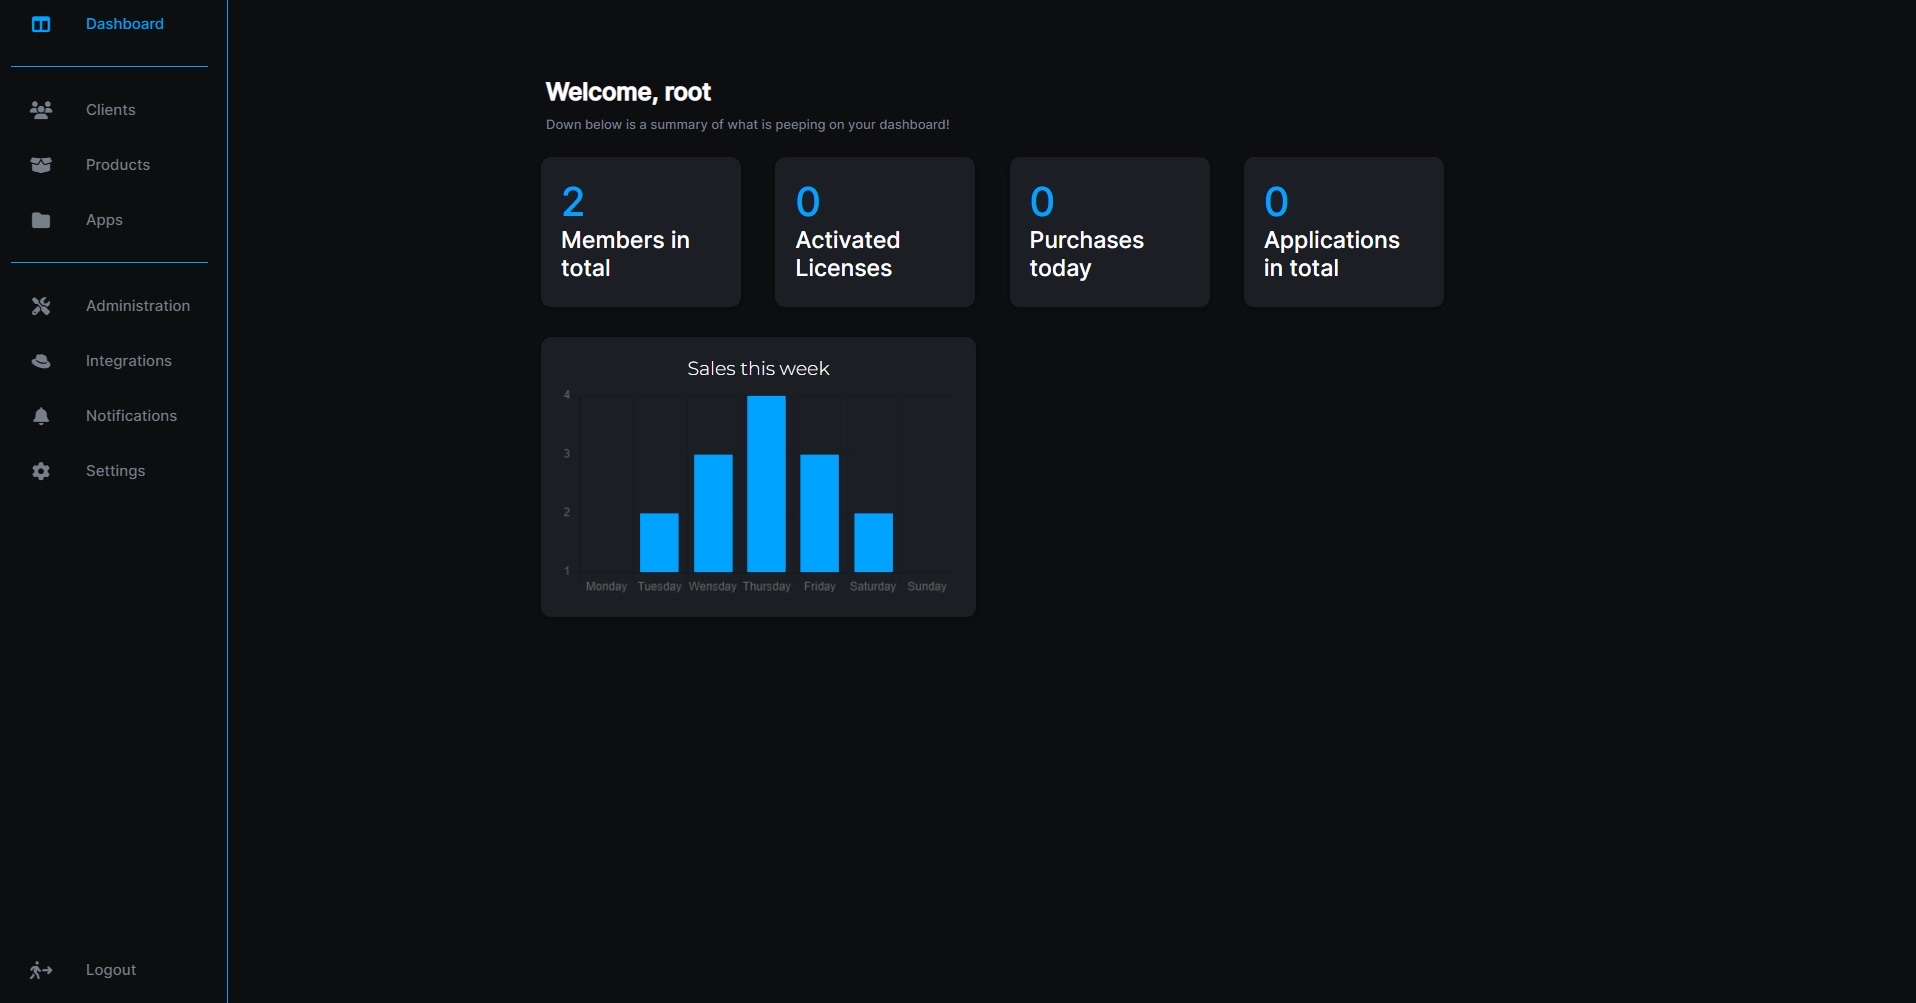 Dashboard
Clients
Products
Apps
Administration
Integrations
Notifications
Settings
Logout
Welcome, root
Down below is a summary of what is peeping on your dashboard!
2
Members in
total
0
Activated
Licenses
0
Purchases
today
0
Applications
in total
Sales this week
4
3
2
1
Monday Tuesday Wensday Thursday Friday Saturday Sunday